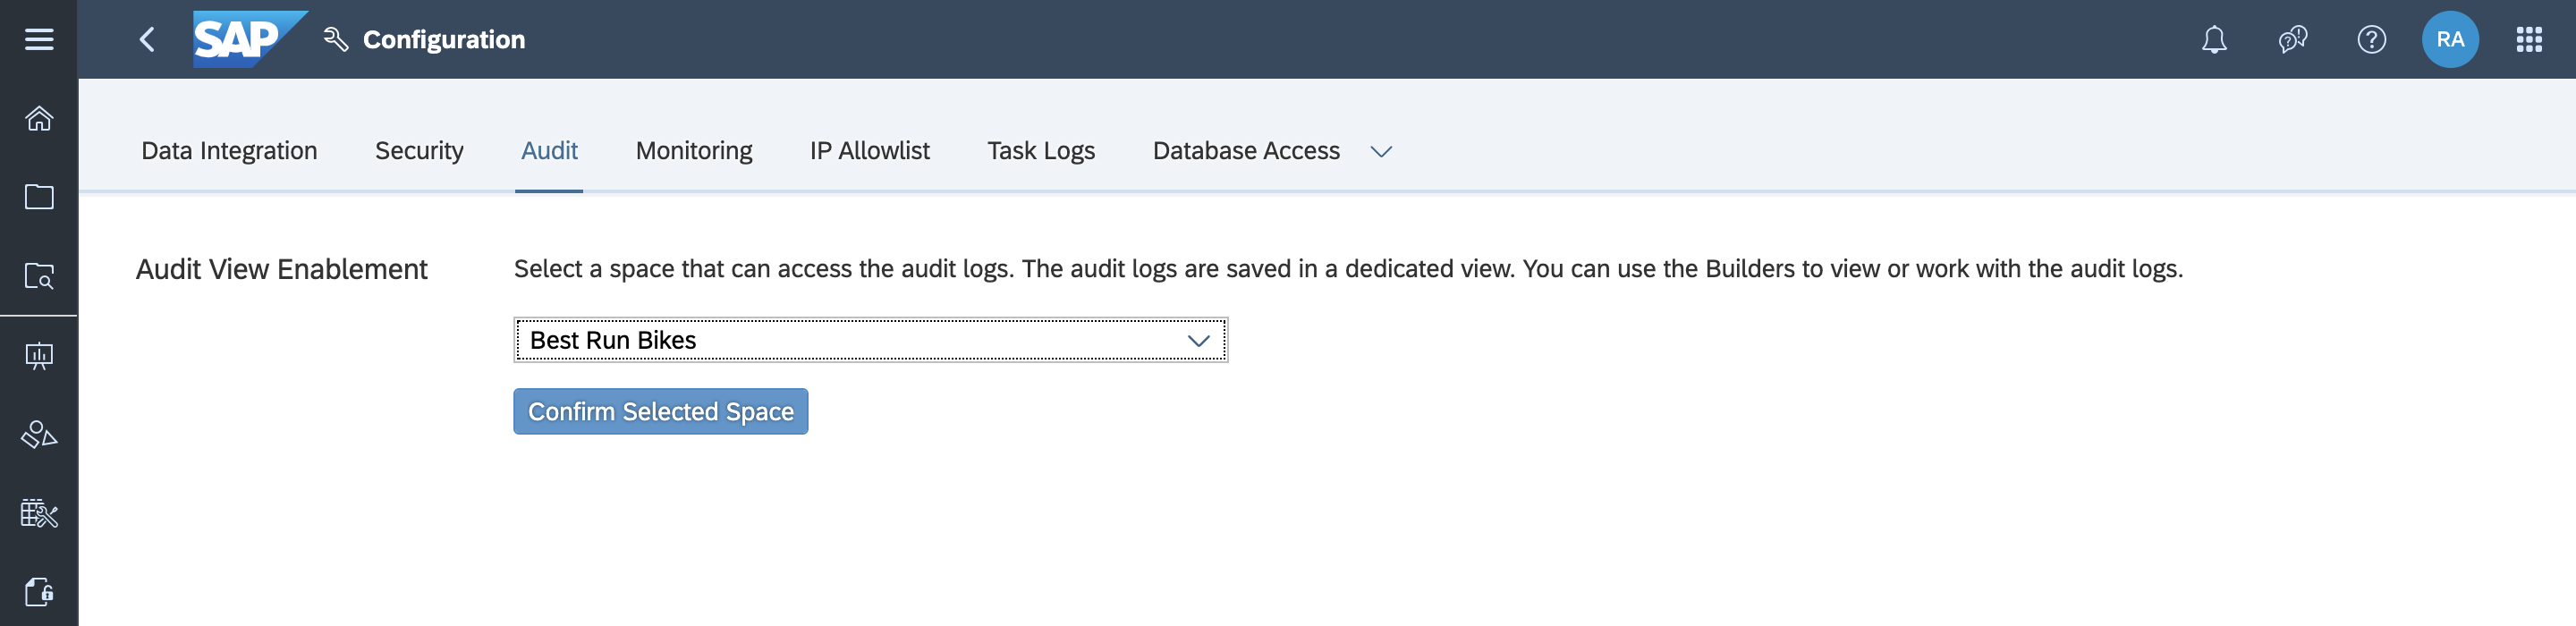 SAP Configuration RA
Data Integration Security Audit Monitoring IP Allowlist Task Logs Database Access
Audit View Enablement
Select a space that can access the audit logs. The audit logs are saved in a dedicated view. You can use the Builders to view or work with the audit logs.
Best Run Bikes
Confirm Selected Space